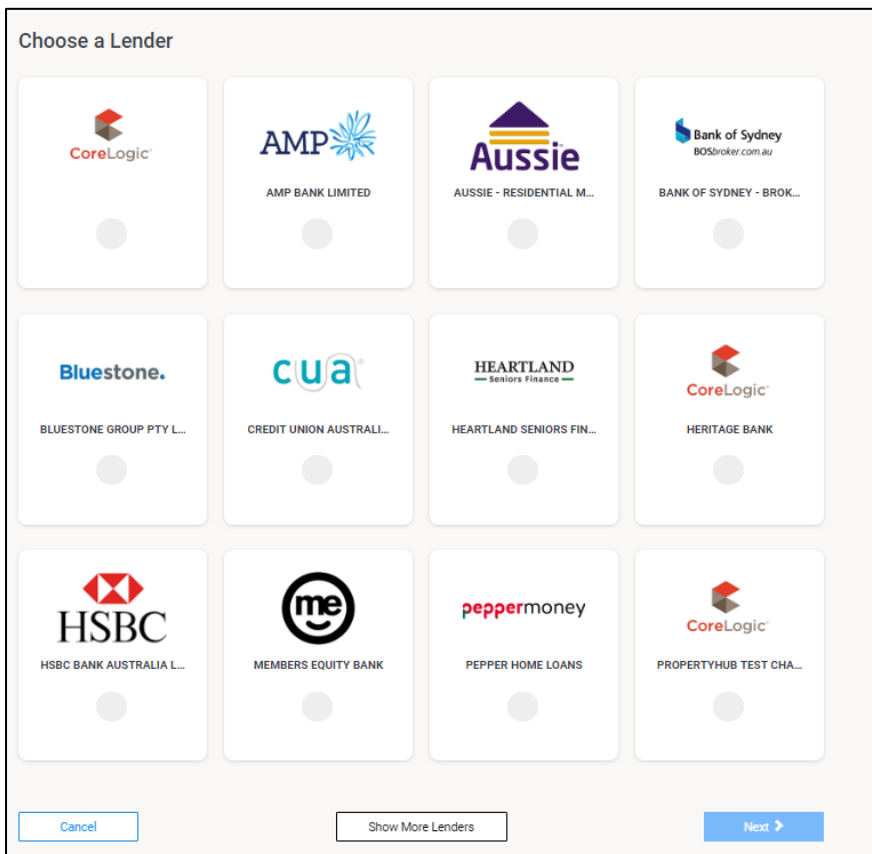 Choose a Lender
CoreLogic
AMP
AMP BANK LIMITED
Aussie
AUSSIE - RESIDENTIAL M...
Bank of Sydney
BOSbroker.com.au
BANK OF SYDNEY - BROK...
Bluestone.
BLUESTONE GROUP PTY L...
cua
CREDIT UNION AUSTRALI...
HEARTLAND
Seniors Finance
HEARTLAND SENIORS FIN...
CoreLogic
HERITAGE BANK
HSBC
HSBC BANK AUSTRALIA L...
me
MEMBERS EQUITY BANK
peppermoney
PEPPER HOME LOANS
CoreLogic
PROPERTYHUB TEST CHA...
Cancel
Show More Lenders
Next